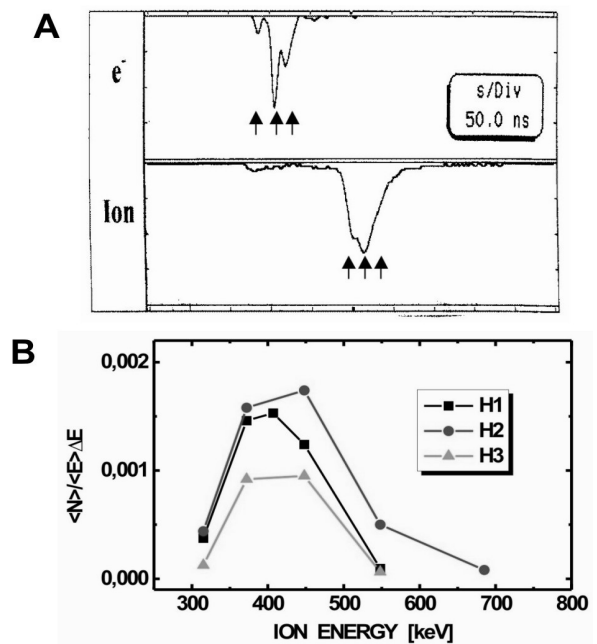 A
e-
s/Div
50.0 ns
Ion
B
0,002
0,001
0,000
<N>/<E>ΔE
H1
H2
H3
300 400 500 600 700 800
ION ENERGY [keV]